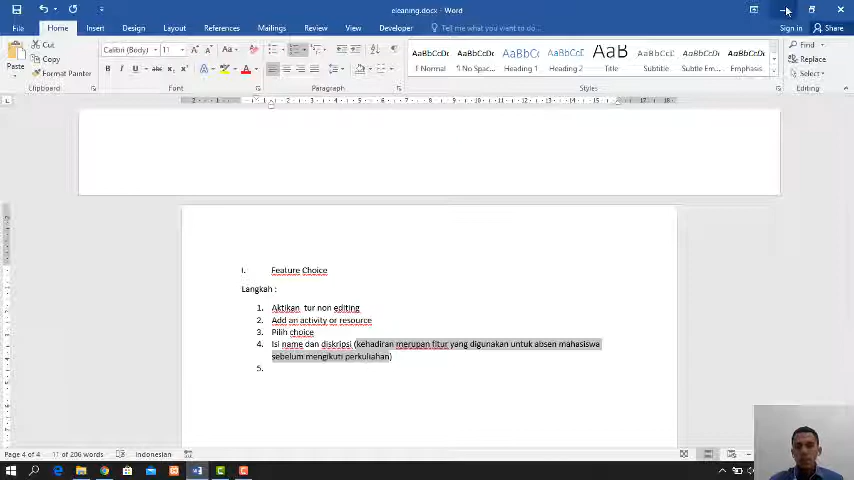 elearning.docx - Word
Sign in
Share
File
Home
Insert
Design
Layout
References
Mailings
Review
View
Developer
Tell me what you want to do...
Paste
Cut
Copy
Format Painter
Clipboard
Calibri (Body)
11
Font
Paragraph
AaBbCcDc AaBbCcDc AaBbCc AaBbCcDc AaB AaBbCcDc AaBbCcDc AaBbCcDc
¶ Normal
¶ No Spac...
Heading 1
Heading 2
Title
Subtitle
Subtle Em...
Emphasis
Styles
Find
Replace
Select
Editing
I. Feature Choice
Langkah :
1. Aktikan tur non editing
2. Add an activity or resource
3. Pilih choice
4. Isi name dan diskripsi (kehadiran merupan fitur yang digunakan untuk absen mahasiswa
sebelum mengikuti perkuliahan)
5.
Page 4 of 4
11 of 206 words
Indonesian